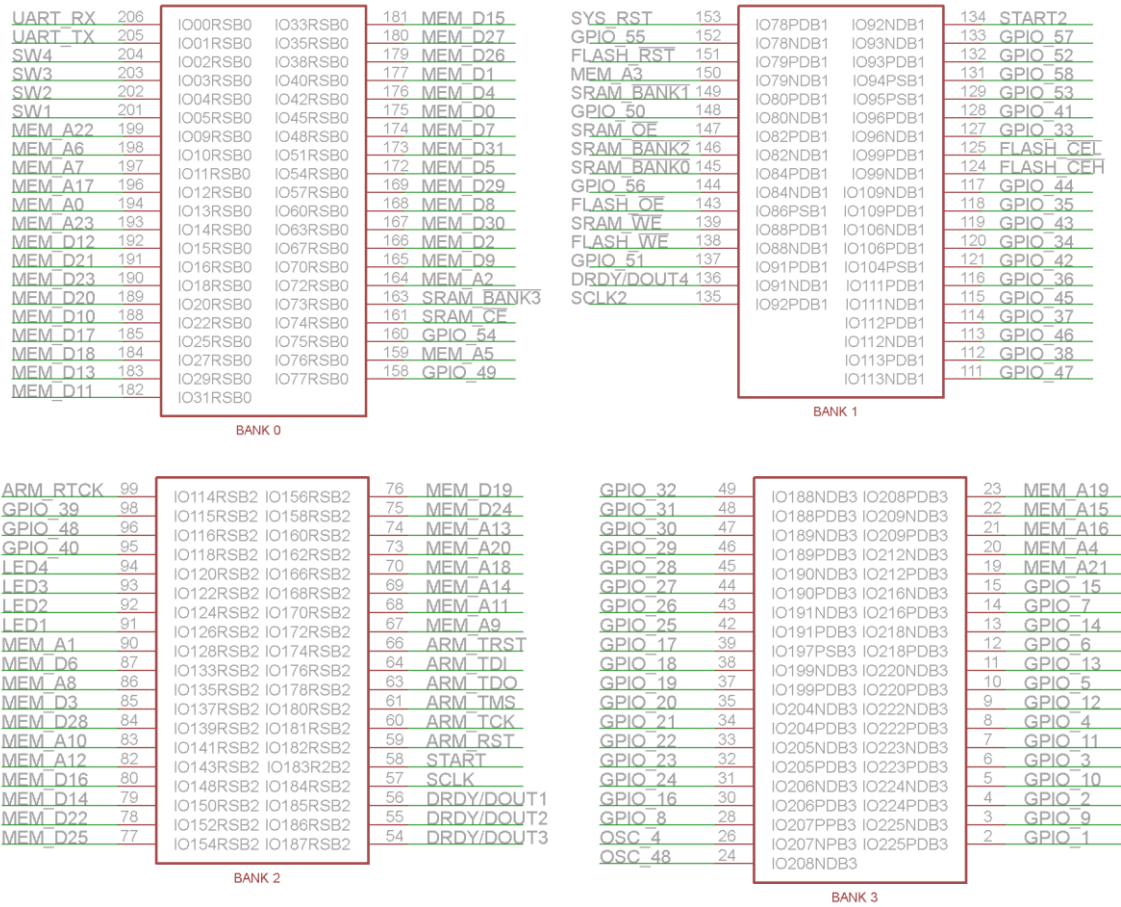 UART_RX 206 IO00RSB0 IO33RSB0 181 MEM_D15
UART_TX 205 IO01RSB0 IO35RSB0 180 MEM_D27
SW4 204 IO02RSB0 IO38RSB0 179 MEM_D26
SW3 203 IO03RSB0 IO40RSB0 177 MEM_D1
SW2 202 IO04RSB0 IO42RSB0 176 MEM_D4
SW1 201 IO05RSB0 IO45RSB0 175 MEM_D0
MEM_A22 199 IO09RSB0 IO48RSB0 174 MEM_D7
MEM_A6 198 IO10RSB0 IO51RSB0 173 MEM_D31
MEM_A7 197 IO11RSB0 IO54RSB0 172 MEM_D5
MEM_A17 196 IO12RSB0 IO57RSB0 169 MEM_D29
MEM_A0 194 IO13RSB0 IO60RSB0 168 MEM_D8
MEM_A23 193 IO14RSB0 IO63RSB0 167 MEM_D30
MEM_D12 192 IO15RSB0 IO67RSB0 166 MEM_D2
MEM_D21 191 IO16RSB0 IO70RSB0 165 MEM_D9
MEM_D23 190 IO18RSB0 IO72RSB0 164 MEM_A2
MEM_D20 189 IO20RSB0 IO73RSB0 163 SRAM_BANK3
MEM_D10 188 IO22RSB0 IO74RSB0 161 SRAM_CE
MEM_D17 185 IO25RSB0 IO75RSB0 160 GPIO_54
MEM_D18 184 IO27RSB0 IO76RSB0 159 MEM_A5
MEM_D13 183 IO29RSB0 IO77RSB0 158 GPIO_49
MEM_D11 182 IO31RSB0
BANK 0
SYS_RST 153 IO78PDB1 IO92NDB1 134 START2
GPIO_55 152 IO78NDB1 IO93NDB1 133 GPIO_57
FLASH_RST 151 IO79PDB1 IO93PDB1 132 GPIO_52
MEM_A3 150 IO79NDB1 IO94PSB1 131 GPIO_58
SRAM_BANK1 149 IO80PDB1 IO95PSB1 129 GPIO_53
GPIO_50 148 IO80NDB1 IO96PDB1 128 GPIO_41
SRAM_OE 147 IO82PDB1 IO96NDB1 127 GPIO_33
SRAM_BANK2 146 IO82NDB1 IO99PDB1 125 FLASH_CEL
SRAM_BANK0 145 IO84PDB1 IO99NDB1 124 FLASH_CEH
GPIO_56 144 IO84NDB1 IO109NDB1 117 GPIO_44
FLASH_OE 143 IO86PSB1 IO109PDB1 118 GPIO_35
SRAM_WE 139 IO88PDB1 IO106NDB1 119 GPIO_43
FLASH_WE 138 IO88NDB1 IO106PDB1 120 GPIO_34
GPIO_51 137 IO91PDB1 IO104PSB1 121 GPIO_42
DRDY/DOUT4 136 IO91NDB1 IO111PDB1 116 GPIO_36
SCLK2 135 IO92PDB1 IO111NDB1 115 GPIO_45
IO112PDB1 114 GPIO_37
IO112NDB1 113 GPIO_46
IO113PDB1 112 GPIO_38
IO113NDB1 111 GPIO_47
BANK 1
ARM_RTCK 99 IO114RSB2 IO156RSB2 76 MEM_D19
GPIO_39 98 IO115RSB2 IO158RSB2 75 MEM_D24
GPIO_48 96 IO116RSB2 IO160RSB2 74 MEM_A13
GPIO_40 95 IO118RSB2 IO162RSB2 73 MEM_A20
LED4 94 IO120RSB2 IO166RSB2 70 MEM_A18
LED3 93 IO122RSB2 IO168RSB2 69 MEM_A14
LED2 92 IO124RSB2 IO170RSB2 68 MEM_A11
LED1 91 IO126RSB2 IO172RSB2 67 MEM_A9
MEM_A1 90 IO128RSB2 IO174RSB2 66 ARM_TRST
MEM_D6 87 IO133RSB2 IO176RSB2 64 ARM_TDI
MEM_A8 86 IO135RSB2 IO178RSB2 63 ARM_TDO
MEM_D3 85 IO137RSB2 IO180RSB2 61 ARM_TMS
MEM_D28 84 IO139RSB2 IO181RSB2 60 ARM_TCK
MEM_A10 83 IO141RSB2 IO182RSB2 59 ARM_RST
MEM_A12 82 IO143RSB2 IO183R2B2 58 START
MEM_D16 80 IO148RSB2 IO184RSB2 57 SCLK
MEM_D14 79 IO150RSB2 IO185RSB2 56 DRDY/DOUT1
MEM_D22 78 IO152RSB2 IO186RSB2 55 DRDY/DOUT2
MEM_D25 77 IO154RSB2 IO187RSB2 54 DRDY/DOUT3
BANK 2
GPIO_32 49 IO188NDB3 IO208PDB3 23 MEM_A19
GPIO_31 48 IO188PDB3 IO209NDB3 22 MEM_A15
GPIO_30 47 IO189NDB3 IO209PDB3 21 MEM_A16
GPIO_29 46 IO189PDB3 IO212NDB3 20 MEM_A4
GPIO_28 45 IO190NDB3 IO212PDB3 19 MEM_A21
GPIO_27 44 IO190PDB3 IO216NDB3 15 GPIO_15
GPIO_26 43 IO191NDB3 IO216PDB3 14 GPIO_7
GPIO_25 42 IO191PDB3 IO218NDB3 13 GPIO_14
GPIO_17 39 IO197PSB3 IO218PDB3 12 GPIO_6
GPIO_18 38 IO199NDB3 IO220NDB3 11 GPIO_13
GPIO_19 37 IO199PDB3 IO220PDB3 10 GPIO_5
GPIO_20 35 IO204NDB3 IO222NDB3 9 GPIO_12
GPIO_21 34 IO204PDB3 IO222PDB3 8 GPIO_4
GPIO_22 33 IO205NDB3 IO223NDB3 7 GPIO_11
GPIO_23 32 IO205PDB3 IO223PDB3 6 GPIO_3
GPIO_24 31 IO206NDB3 IO224NDB3 5 GPIO_10
GPIO_16 30 IO206PDB3 IO224PDB3 4 GPIO_2
GPIO_8 28 IO207PPB3 IO225NDB3 3 GPIO_9
OSC_4 26 IO207NPB3 IO225PDB3 2 GPIO_1
OSC_48 24 IO208NDB3
BANK 3